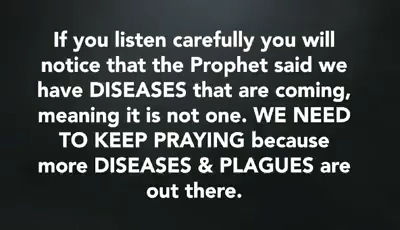 If you listen carefully you will
notice that the Prophet said we
have DISEASES that are coming,
meaning it is not one. WE NEED
TO KEEP PRAYING because
more DISEASES & PLAGUES are
out there.